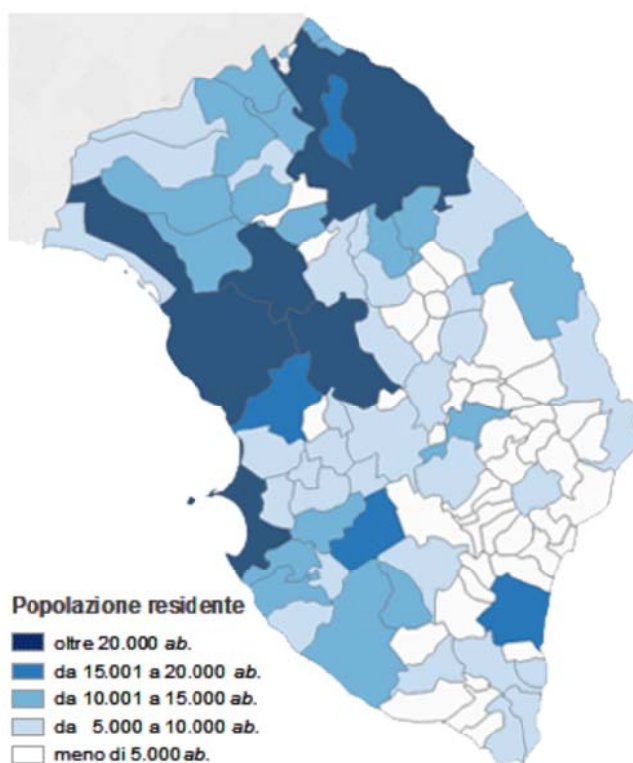 Popolazione residente
oltre 20.000 ab.
da 15.001 a 20.000 ab.
da 10.001 a 15.000 ab.
da 5.000 a 10.000 ab.
meno di 5.000 ab.